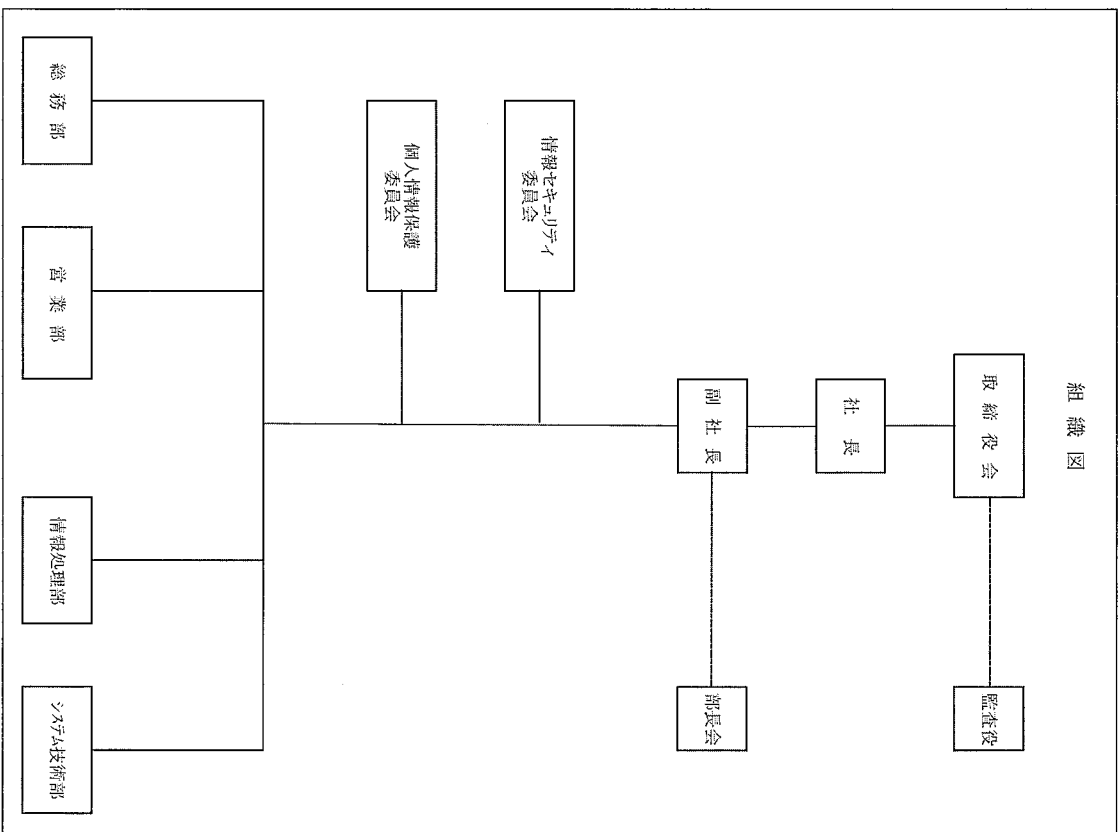 組織図
取締役会
監査役
社長
副社長
部長会
情報セキュリティ
委員会
個人情報保護
委員会
総務部
営業部
情報処理部
システム技術部